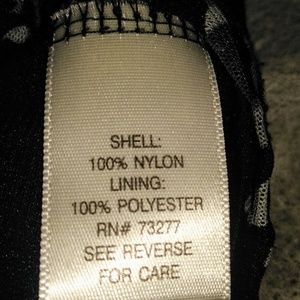 SHELL:
100% NYLON
LINING:
100% POLYESTER
RN# 73277
SEE REVERSE
FOR CARE